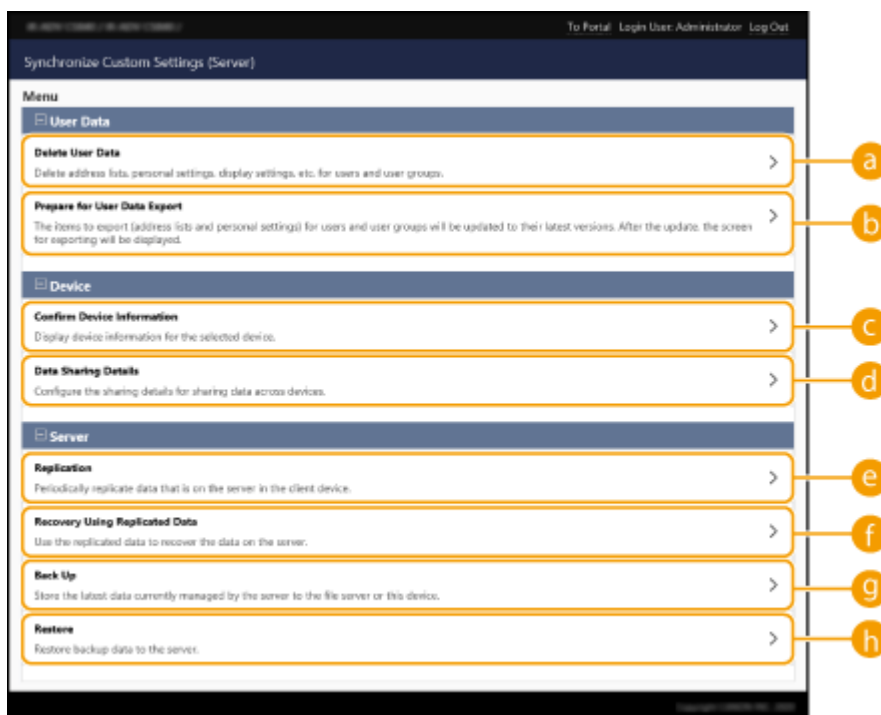 To Portal Login User: Administrator Log Out
Synchronize Custom Settings (Server)
Menu
User Data
Delete User Data
Delete address lists, personal settings, display settings, etc. for users and user groups.
a
Prepare for User Data Export
The items to export (address lists and personal settings) for users and user groups will be updated to their latest versions. After the update, the screen
for exporting will be displayed.
b
Device
Confirm Device Information
Display device information for the selected device.
c
Data Sharing Details
Configure the sharing details for sharing data across devices.
d
Server
Replication
Periodically replicate data that is on the server in the client device.
e
Recovery Using Replicated Data
Use the replicated data to recover the data on the server.
f
Back Up
Store the latest data currently managed by the server to the file server or this device.
g
Restore
Restore backup data to the server.
h